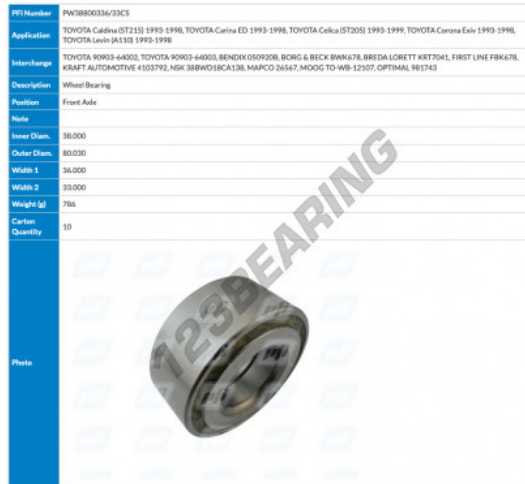 PFI Number PW38800336/33CS
Application TOYOTA Caldina (ST215) 1993-1998, TOYOTA Carina ED 1993-1998, TOYOTA Celica (ST205) 1993-1999, TOYOTA Corona Exiv 1993-1998,
TOYOTA Levin (A110) 1993-1998
Interchange TOYOTA 90903-64002, TOYOTA 90903-64003, BENDIX 050920B, BORG & BECK BWK678, BREDA LORETT KRT7041, FIRST LINE FBK678,
KRAFT AUTOMOTIVE 4103792, NSK 38BWD18CA138, MAPCO 26567, MOOG TO-WB-12107, OPTIMAL 981743
Description Wheel Bearing
Position Front Axle
Note
Inner Diam. 38.000
Outer Diam. 80.030
Width 1 36.000
Width 2 33.000
Weight (g) 786
Carton
Quantity 10
Photo
123BEARING